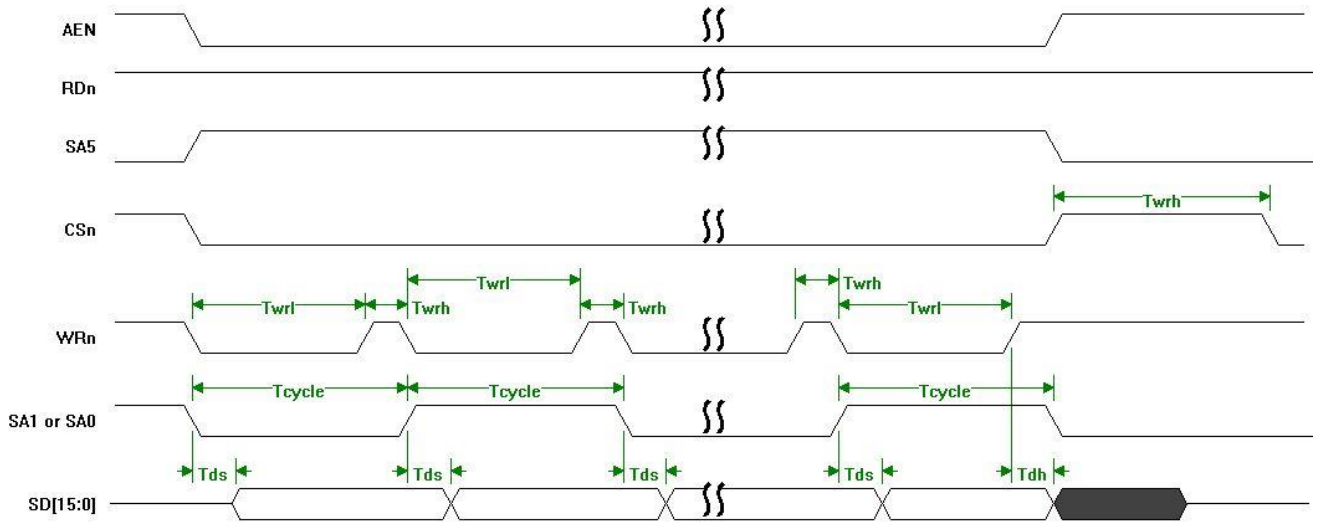 AEN
RDn
SA5
Twrh
CSn
Twrl Twrh Twrl Twrh Twrh Twrl
WRn
Tcycle Tcycle Tcycle
SA1 or SA0
Tds Tds Tds Tds Tdh
SD[15:0]